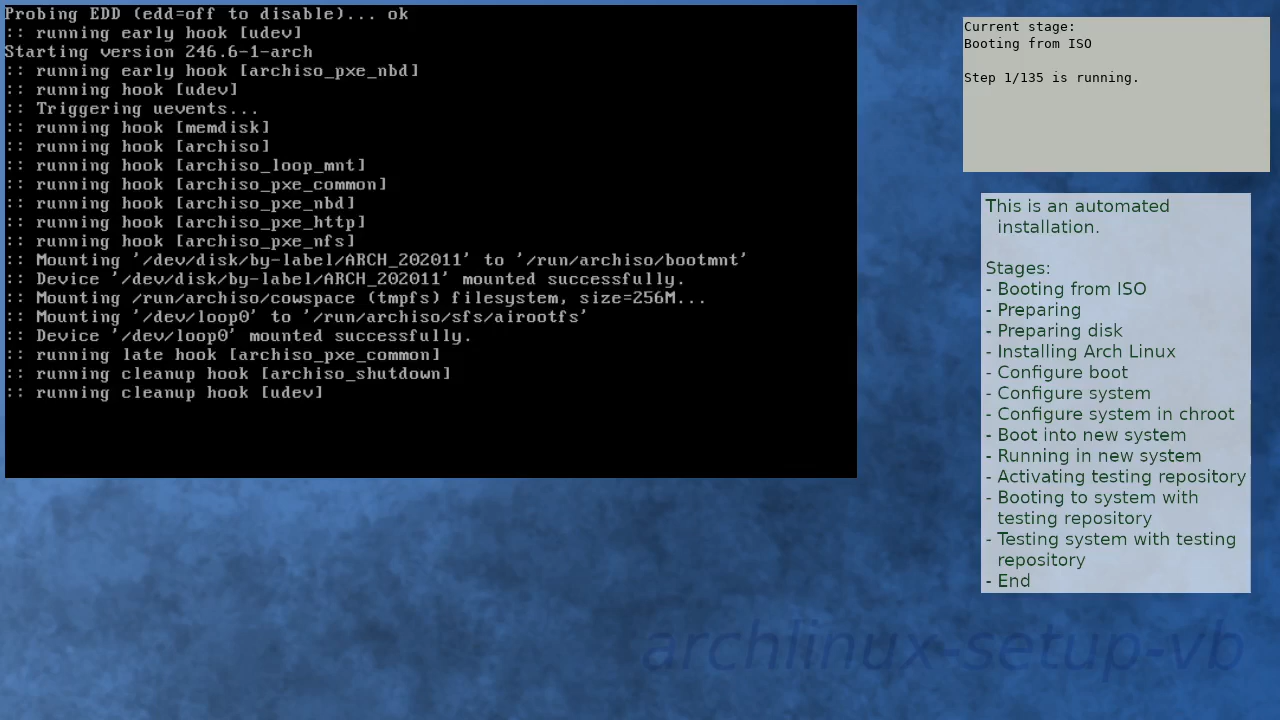 Probing EDD (edd=off to disable)... ok
:: running early hook [udev]
Starting version 246.6-1-arch
:: running early hook [archiso_pxe_nbd]
:: running hook [udev]
:: Triggering uevents...
:: running hook [memdisk]
:: running hook [archiso]
:: running hook [archiso_loop_mnt]
:: running hook [archiso_pxe_common]
:: running hook [archiso_pxe_nbd]
:: running hook [archiso_pxe_http]
:: running hook [archiso_pxe_nfs]
:: Mounting '/dev/disk/by-label/ARCH_202011' to '/run/archiso/bootmnt'
:: Device '/dev/disk/by-label/ARCH_202011' mounted successfully.
:: Mounting /run/archiso/cowspace (tmpfs) filesystem, size=256M...
:: Mounting '/dev/loop0' to '/run/archiso/sfs/airootfs'
:: Device '/dev/loop0' mounted successfully.
:: running late hook [archiso_pxe_common]
:: running cleanup hook [archiso_shutdown]
:: running cleanup hook [udev]
Current stage:
Booting from ISO
Step 1/135 is running.
This is an automated
installation.
Stages:
- Booting from ISO
- Preparing
- Preparing disk
- Installing Arch Linux
- Configure boot
- Configure system
- Configure system in chroot
- Boot into new system
- Running in new system
- Activating testing repository
- Booting to system with
testing repository
- Testing system with testing
repository
- End
archlinux-setup-vb